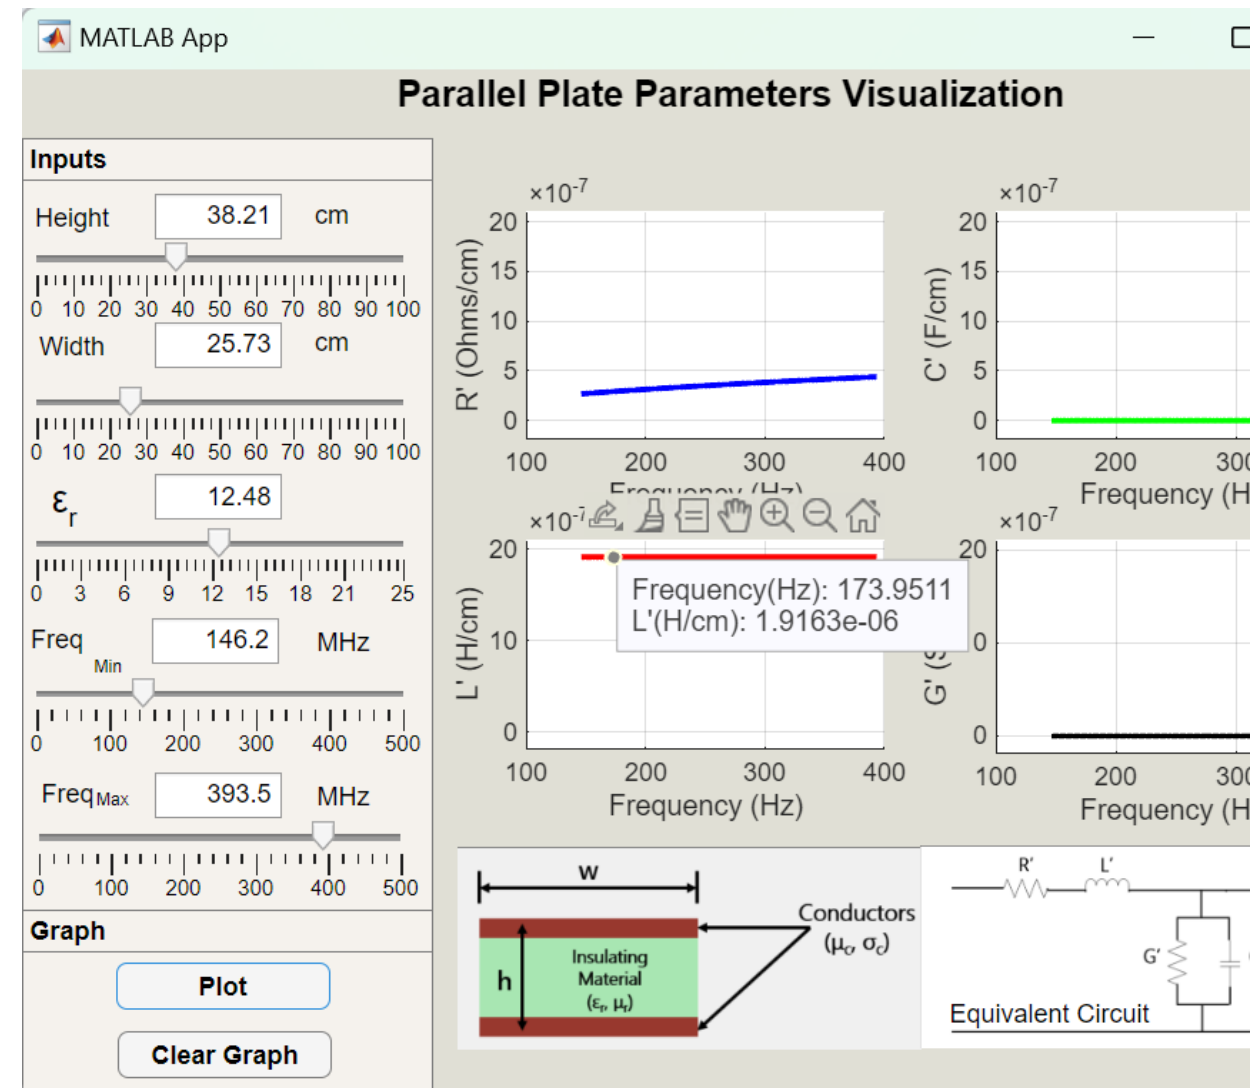 MATLAB App
Parallel Plate Parameters Visualization
Inputs
Height 38.21 cm
0 10 20 30 40 50 60 70 80 90 100
Width 25.73 cm
0 10 20 30 40 50 60 70 80 90 100
εr 12.48
0 3 6 9 12 15 18 21 25
Freq Min 146.2 MHz
0 100 200 300 400 500
Freq Max 393.5 MHz
0 100 200 300 400 500
Graph
Plot
Clear Graph
×10-7
20
15
10
5
0
R' (Ohms/cm)
100 200 300 400
Frequency (Hz)
×10-7
20
15
10
5
0
C' (F/cm)
100 200 300
Frequency (H
×10-7
20
10
0
L' (H/cm)
Frequency(Hz): 173.9511
L'(H/cm): 1.9163e-06
100 200 300 400
Frequency (Hz)
×10-7
20
0
0
G' (S
100 200 300
Frequency (H
w
h
Insulating
Material
(εr, μr)
Conductors
(μc, σc)
R' L'
G'
Equivalent Circuit